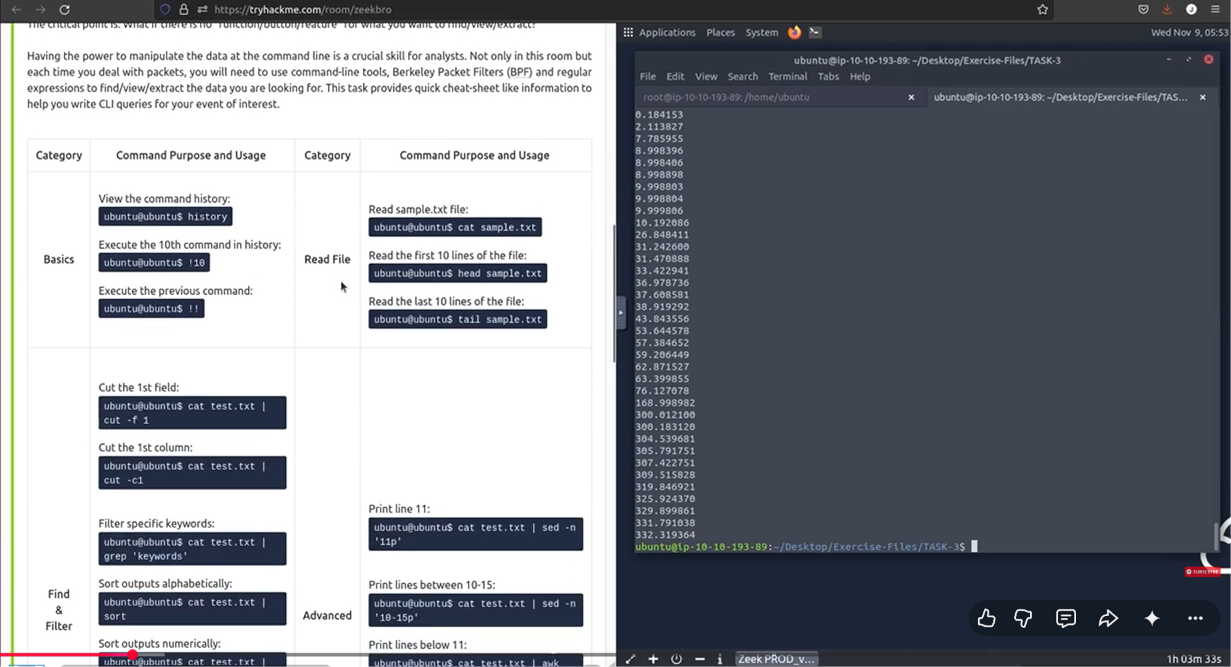 https://tryhackme.com/room/zeekbro
The critical point is: What if there is no "function/button/feature" for what you want to find/view/extract?
Having the power to manipulate the data at the command line is a crucial skill for analysts. Not only in this room but
each time you deal with packets, you will need to use command-line tools, Berkeley Packet Filters (BPF) and regular
expressions to find/view/extract the data you are looking for. This task provides quick cheat-sheet like information to
help you write CLI queries for your event of interest.
Category
Command Purpose and Usage
Category
Command Purpose and Usage
Basics
View the command history:
ubuntu@ubuntu$ history
Execute the 10th command in history:
ubuntu@ubuntu$ !10
Execute the previous command:
ubuntu@ubuntu$ !!
Read File
Read sample.txt file:
ubuntu@ubuntu$ cat sample.txt
Read the first 10 lines of the file:
ubuntu@ubuntu$ head sample.txt
Read the last 10 lines of the file:
ubuntu@ubuntu$ tail sample.txt
Find
&
Filter
Cut the 1st field:
ubuntu@ubuntu$ cat test.txt |
cut -f 1
Cut the 1st column:
ubuntu@ubuntu$ cat test.txt |
cut -c1
Filter specific keywords:
ubuntu@ubuntu$ cat test.txt |
grep 'keywords'
Sort outputs alphabetically:
ubuntu@ubuntu$ cat test.txt |
sort
Sort outputs numerically:
ubuntu@ubuntu$ cat test.txt |
Advanced
Print line 11:
ubuntu@ubuntu$ cat test.txt | sed -n
'11p'
Print lines between 10-15:
ubuntu@ubuntu$ cat test.txt | sed -n
'10-15p'
Print lines below 11:
ubuntu@ubuntu$ cat test.txt | awk
Applications Places System
Wed Nov 9, 05:53
ubuntu@ip-10-10-193-89: ~/Desktop/Exercise-Files/TASK-3
File Edit View Search Terminal Tabs Help
root@ip-10-10-193-89: /home/ubuntu
ubuntu@ip-10-10-193-89: ~/Desktop/Exercise-Files/TAS...
0.184153
2.113827
7.785955
8.998396
8.998406
8.998898
9.998803
9.998804
9.999806
10.192086
26.848411
31.242600
31.470888
33.422941
36.978736
37.608581
38.919292
43.843556
53.644578
57.384652
59.206449
62.871527
63.399855
76.127078
168.998982
300.012100
300.183120
304.539681
305.791751
307.422751
309.515828
319.846921
325.924370
329.899861
331.791038
332.319364
ubuntu@ip-10-10-193-89:~/Desktop/Exercise-Files/TASK-3$
SUBSCRIBE
Zeek PROD_v...
1h 03m 33s